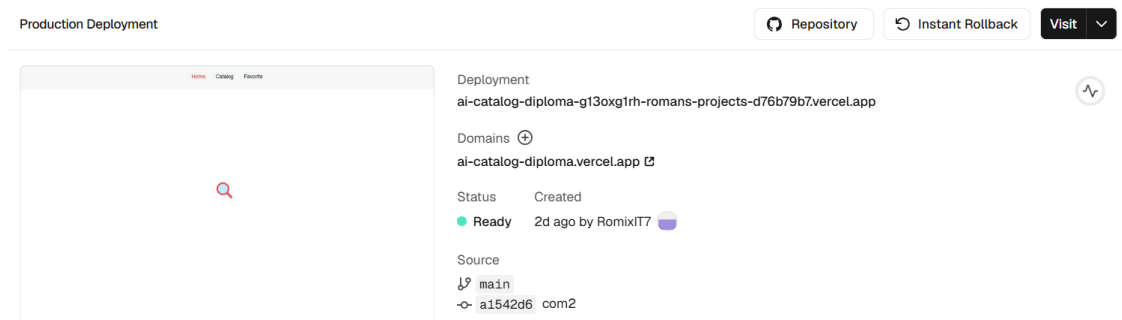 Production Deployment
Repository
Instant Rollback
Visit
Home Catalog Favorite
Deployment
ai-catalog-diploma-g13oxg1rh-romans-projects-d76b79b7.vercel.app
Domains
ai-catalog-diploma.vercel.app
Status Created
Ready 2d ago by RomixIT7
Source
main
a1542d6 com2